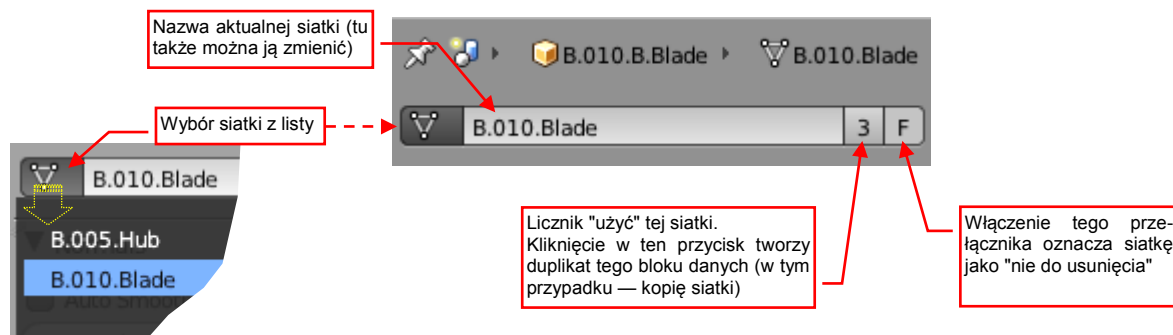 Nazwa aktualnej siatki (tu
także można ją zmienić)
B.010.B.Blade
B.010.Blade
Wybór siatki z listy
B.010.Blade
3
F
B.010.Blade
B.005.Hub
B.010.Blade
Auto Smoo
Licznik "użyć" tej siatki.
Kliknięcie w ten przycisk tworzy
duplikat tego bloku danych (w tym
przypadku — kopię siatki)
Włączenie tego prze-
łącznika oznacza siatkę
jako "nie do usunięcia"